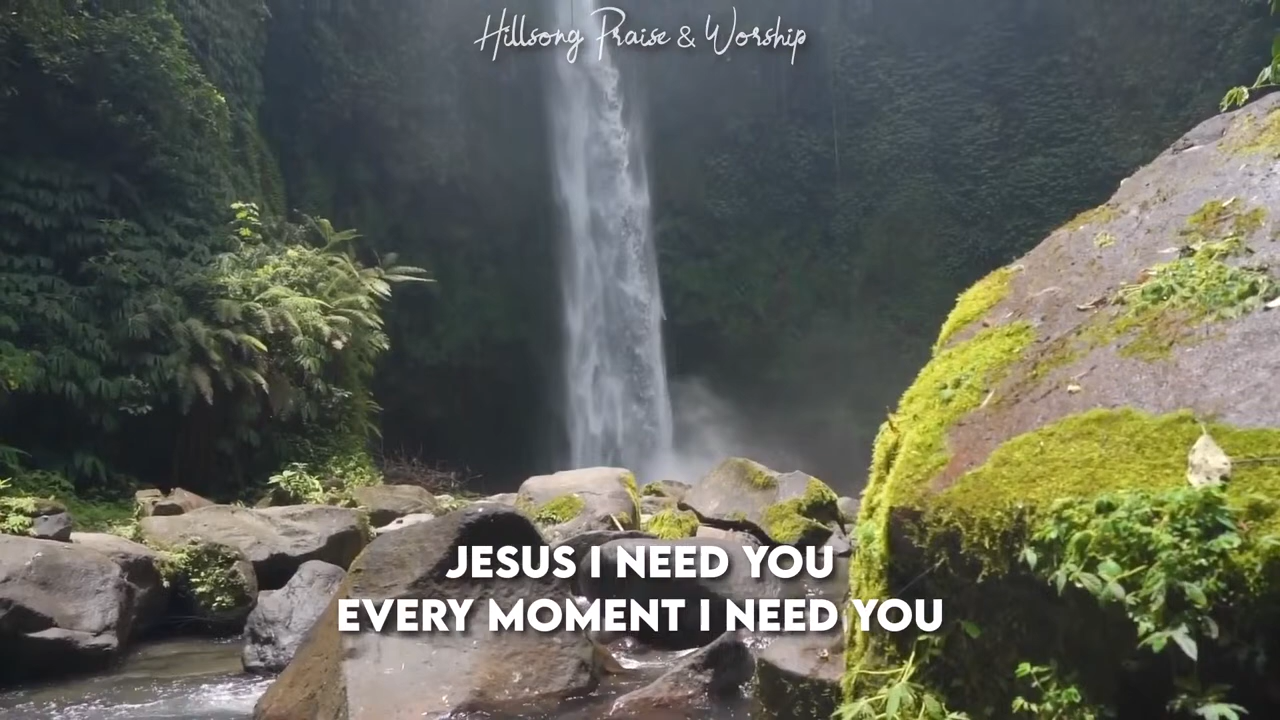 Hillsong Praise & Worship
JESUS I NEED YOU
EVERY MOMENT I NEED YOU